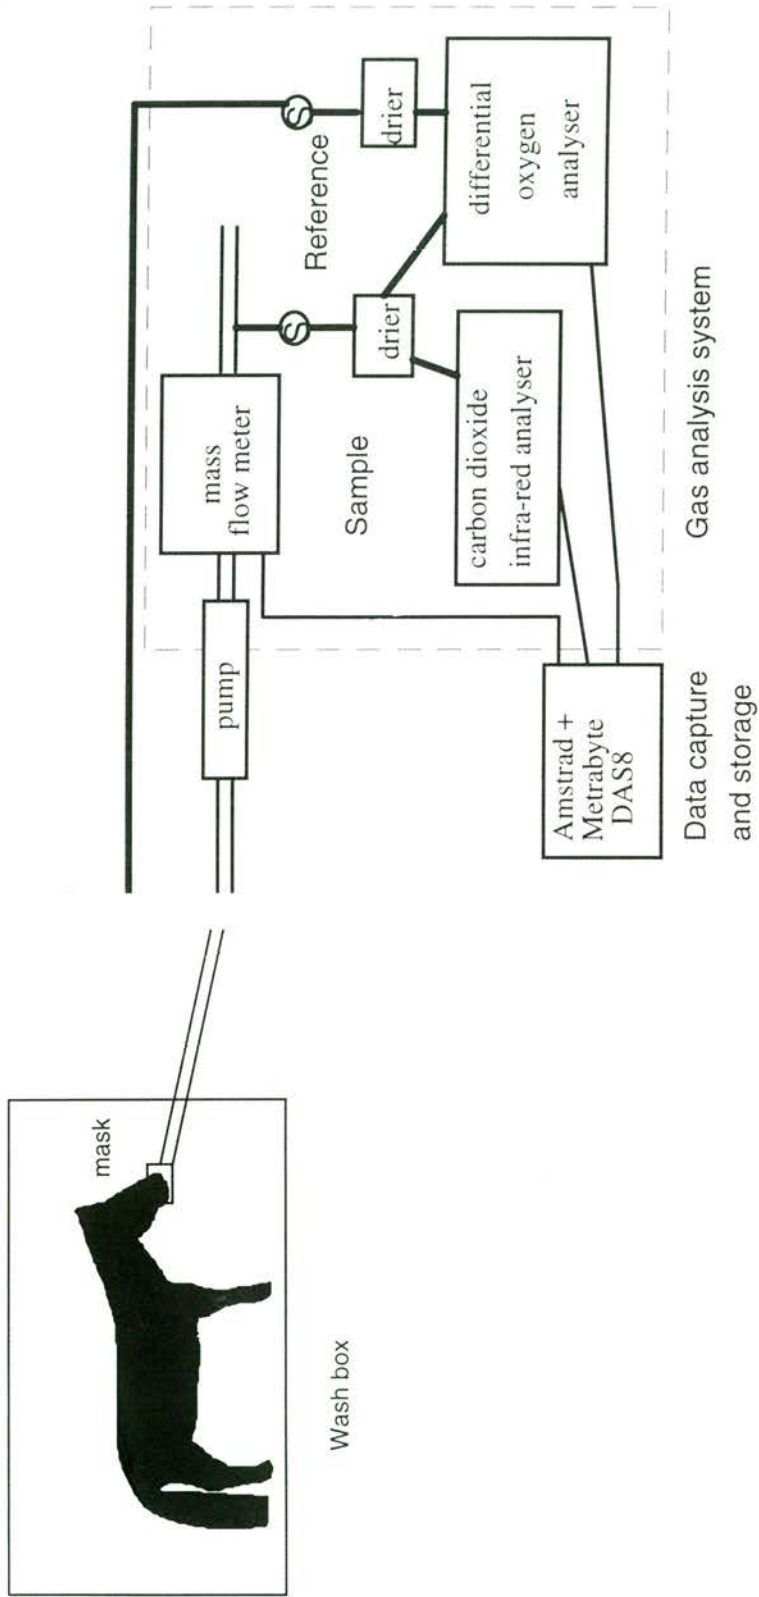 mask
Wash box
pump
mass
flow meter
Sample
Reference
S
drier
S
drier
carbon dioxide
infra-red analyser
differential
oxygen
analyser
Amstrad +
Metrabyte
DAS8
Data capture
and storage
Gas analysis system